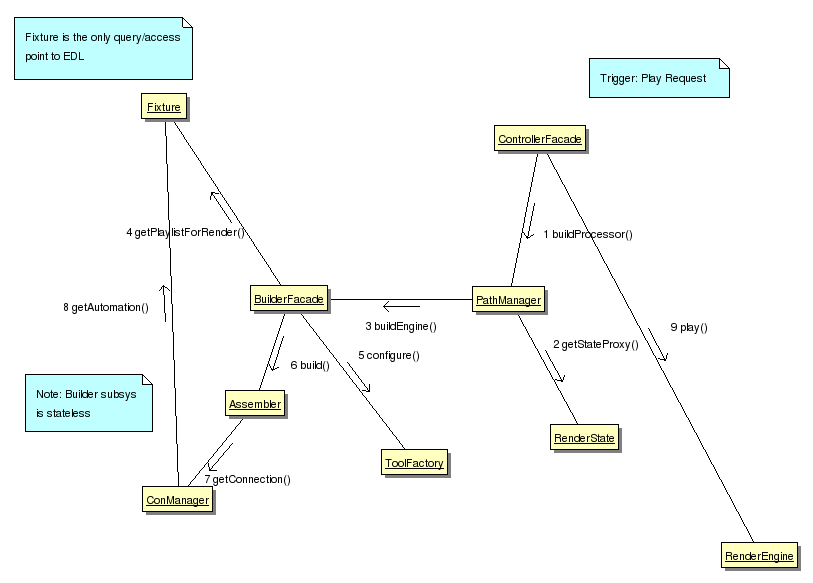 Fixture is the only query/access
point to EDL
Trigger: Play Request
Fixture
ControllerFacade
4 getPlaylistForRender()
1 buildProcessor()
BuilderFacade
PathManager
8 getAutomation()
3 buildEngine()
9 play()
2 getStateProxy()
5 configure()
6 build()
Note: Builder subsys
is stateless
Assembler
RenderState
ToolFactory
7 getConnection()
ConManager
RenderEngine